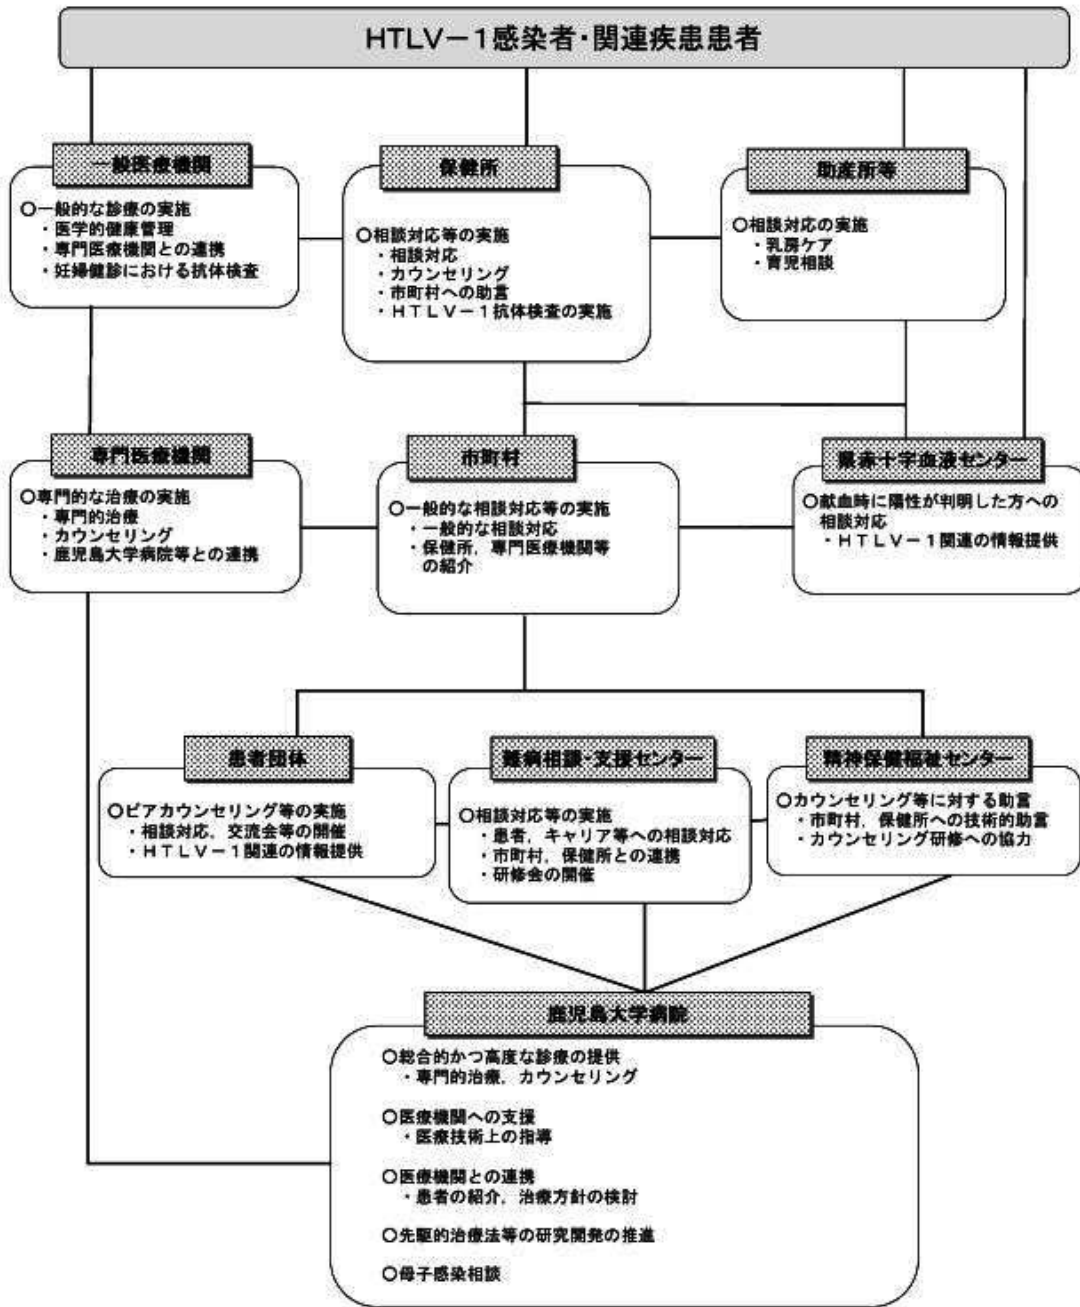 HTLV－1感染者・関連疾患患者
一般医療機関
○一般的な診療の実施
・医学的健康管理
・専門医療機関との連携
・妊婦健診における抗体検査
保健所
○相談対応等の実施
・相談対応
・カウンセリング
・市町村への助言
・ＨＴＬＶ－１抗体検査の実施
助産所等
○相談対応の実施
・乳房ケア
・育児相談
専門医療機関
○専門的な治療の実施
・専門的治療
・カウンセリング
・鹿児島大学病院等との連携
市町村
○一般的な相談対応等の実施
・一般的な相談対応
・保健所，専門医療機関等
の紹介
県赤十字血液センター
○献血時に陽性が判明した方への
相談対応
・ＨＴＬＶ－１関連の情報提供
患者団体
○ピアカウンセリング等の実施
・相談対応，交流会等の開催
・ＨＴＬＶ－１関連の情報提供
難病相談・支援センター
○相談対応等の実施
・患者，キャリア等への相談対応
・市町村，保健所との連携
・研修会の開催
精神保健福祉センター
○カウンセリング等に対する助言
・市町村，保健所への技術的助言
・カウンセリング研修への協力
鹿児島大学病院
○総合的かつ高度な診療の提供
・専門的治療，カウンセリング
○医療機関への支援
・医療技術上の指導
○医療機関との連携
・患者の紹介，治療方針の検討
○先駆的治療法等の研究開発の推進
○母子感染相談